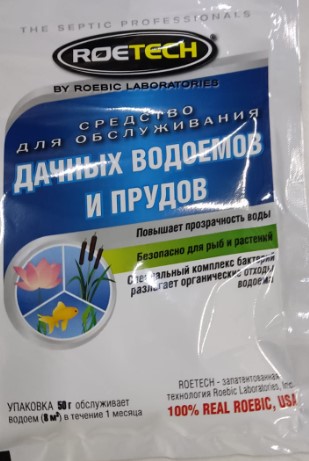 THE SEPTIC PROFESSIONALS
ROETECH
BY ROEBIC LABORATORIES
СРЕДСТВО
ДЛЯ ОБСЛУЖИВАНИЯ
ДАЧНЫХ ВОДОЕМОВ
И ПРУДОВ
Повышает прозрачность воды
Безопасно для рыб и растений
Специальный комплекс бактерий
разлагает органические отходы
водоема
ROETECH - запатентованная
технология Roebic Laboratories, Inc.
100% REAL ROEBIC, USA
УПАКОВКА 50 г обслуживает
водоем (8 м³) в течение 1 месяца